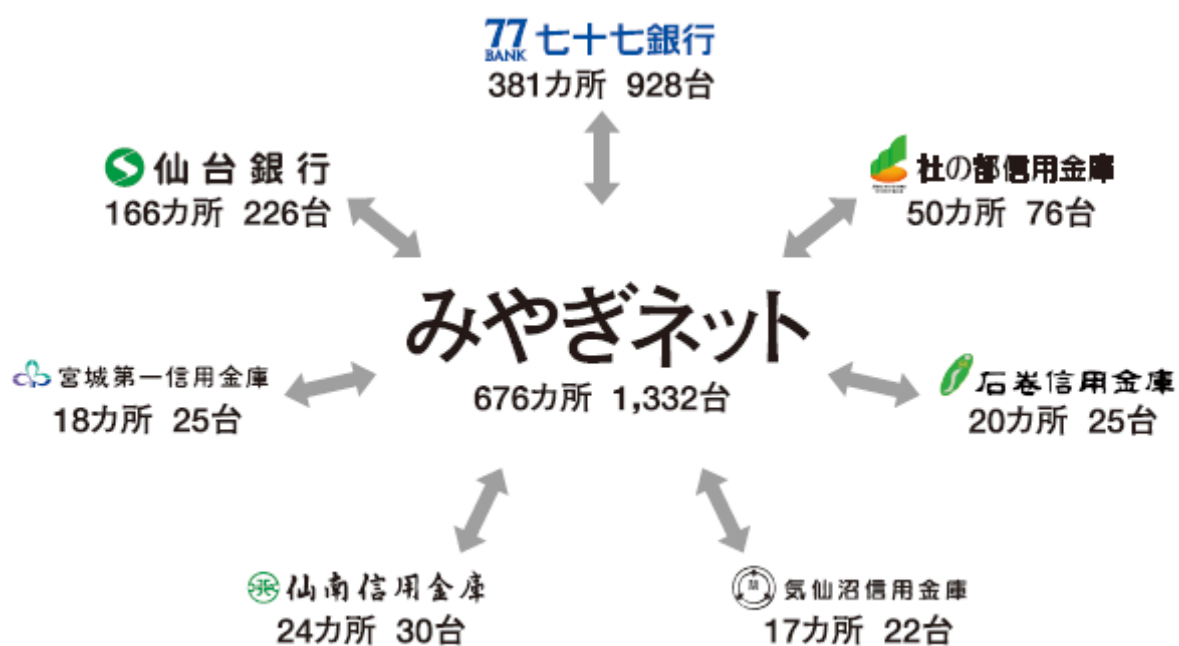 77 BANK 七十七銀行
381カ所 928台
仙台銀行
166カ所 226台
杜の都信用金庫
50カ所 76台
みやぎネット
676カ所 1,332台
宮城第一信用金庫
18カ所 25台
石巻信用金庫
20カ所 25台
仙南信用金庫
24カ所 30台
気仙沼信用金庫
17カ所 22台